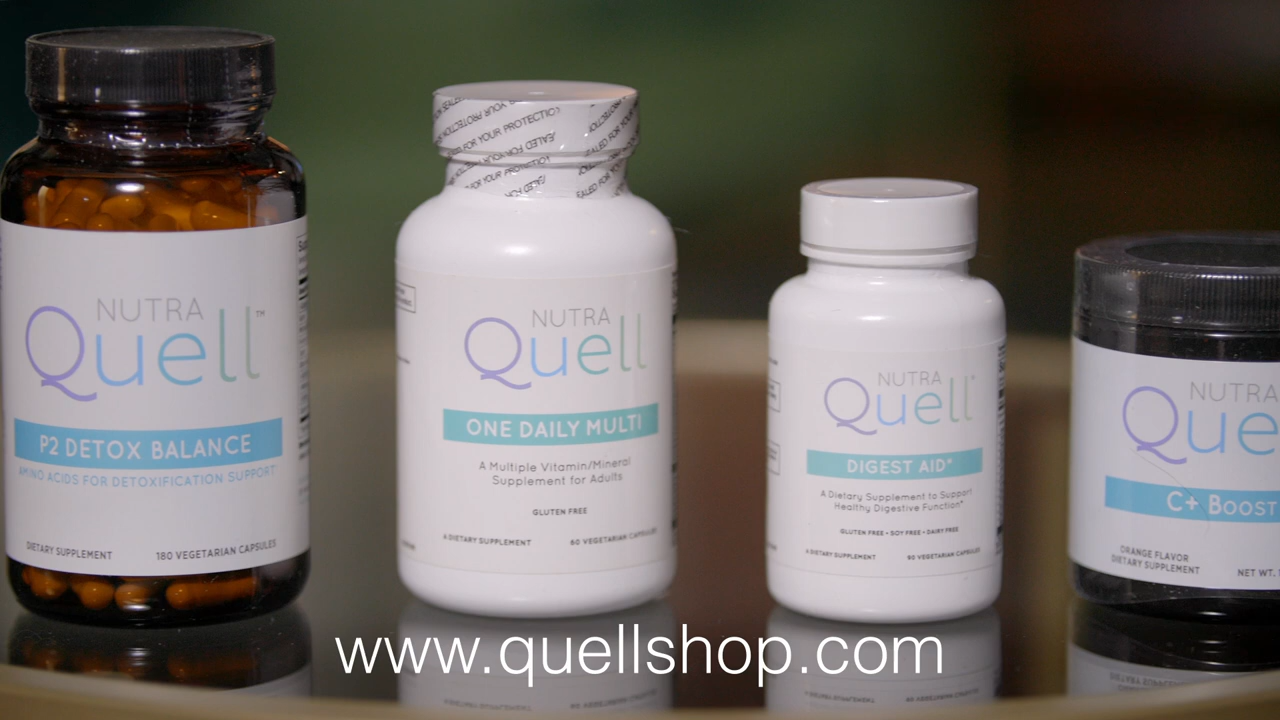 NUTRA
Quell™
P2 DETOX BALANCE
AMINO ACIDS FOR DETOXIFICATION SUPPORT*
DIETARY SUPPLEMENT 180 VEGETARIAN CAPSULES
SEALED FOR YOUR PROTECTION
NUTRA
Quell
ONE DAILY MULTI
A Multiple Vitamin/Mineral
Supplement for Adults
GLUTEN FREE
A DIETARY SUPPLEMENT 60 VEGETARIAN CAPSULES
NUTRA
Quell
DIGEST AID*
A Dietary Supplement to Support
Healthy Digestive Function*
GLUTEN FREE • SOY FREE • DAIRY FREE
A DIETARY SUPPLEMENT 90 VEGETARIAN CAPSULES
NUTRA
Que
C+ BOOST
ORANGE FLAVOR
DIETARY SUPPLEMENT NET WT.
www.quellshop.com